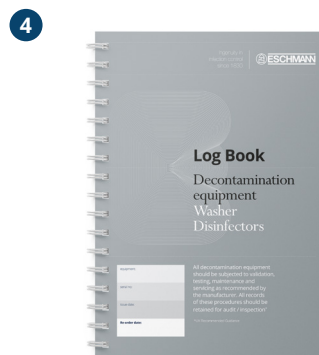 4
ESCHMANN
Log Book
Decontamination
equipment
Washer
Disinfectors
All decontamination equipment
should be subjected to validation,
testing, maintenance and
servicing as recommended by
the manufacturer. All records
of these procedures should be
retained for audit / inspection